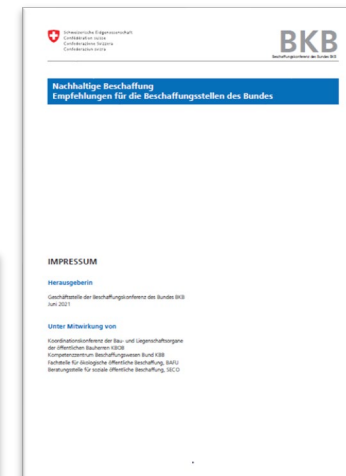 Schweizerische Eidgenossenschaft
Confédération suisse
Confederazione Svizzera
Confederaziun svizra
BKB
Beschaffungskonferenz des Bundes BKB
Nachhaltige Beschaffung
Empfehlungen für die Beschaffungsstellen des Bundes
IMPRESSUM
Herausgeberin
Geschäftsstelle der Beschaffungskonferenz des Bundes BKB
Juni 2021
Unter Mitwirkung von
Koordinationskonferenz der Bau- und Liegenschaftsorgane
der öffentlichen Bauherren KBOB
Kompetenzzentrum Beschaffungswesen Bund KBB
Fachstelle für ökologische öffentliche Beschaffung, BAFU
Beratungsstelle für soziale öffentliche Beschaffung, SECO